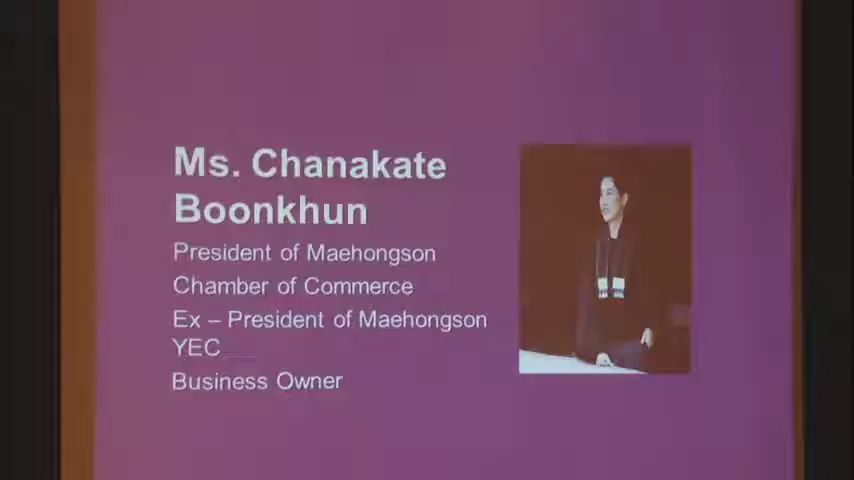 Ms. Chanakate
Boonkhun
President of Maehongson
Chamber of Commerce
Ex – President of Maehongson
YEC
Business Owner